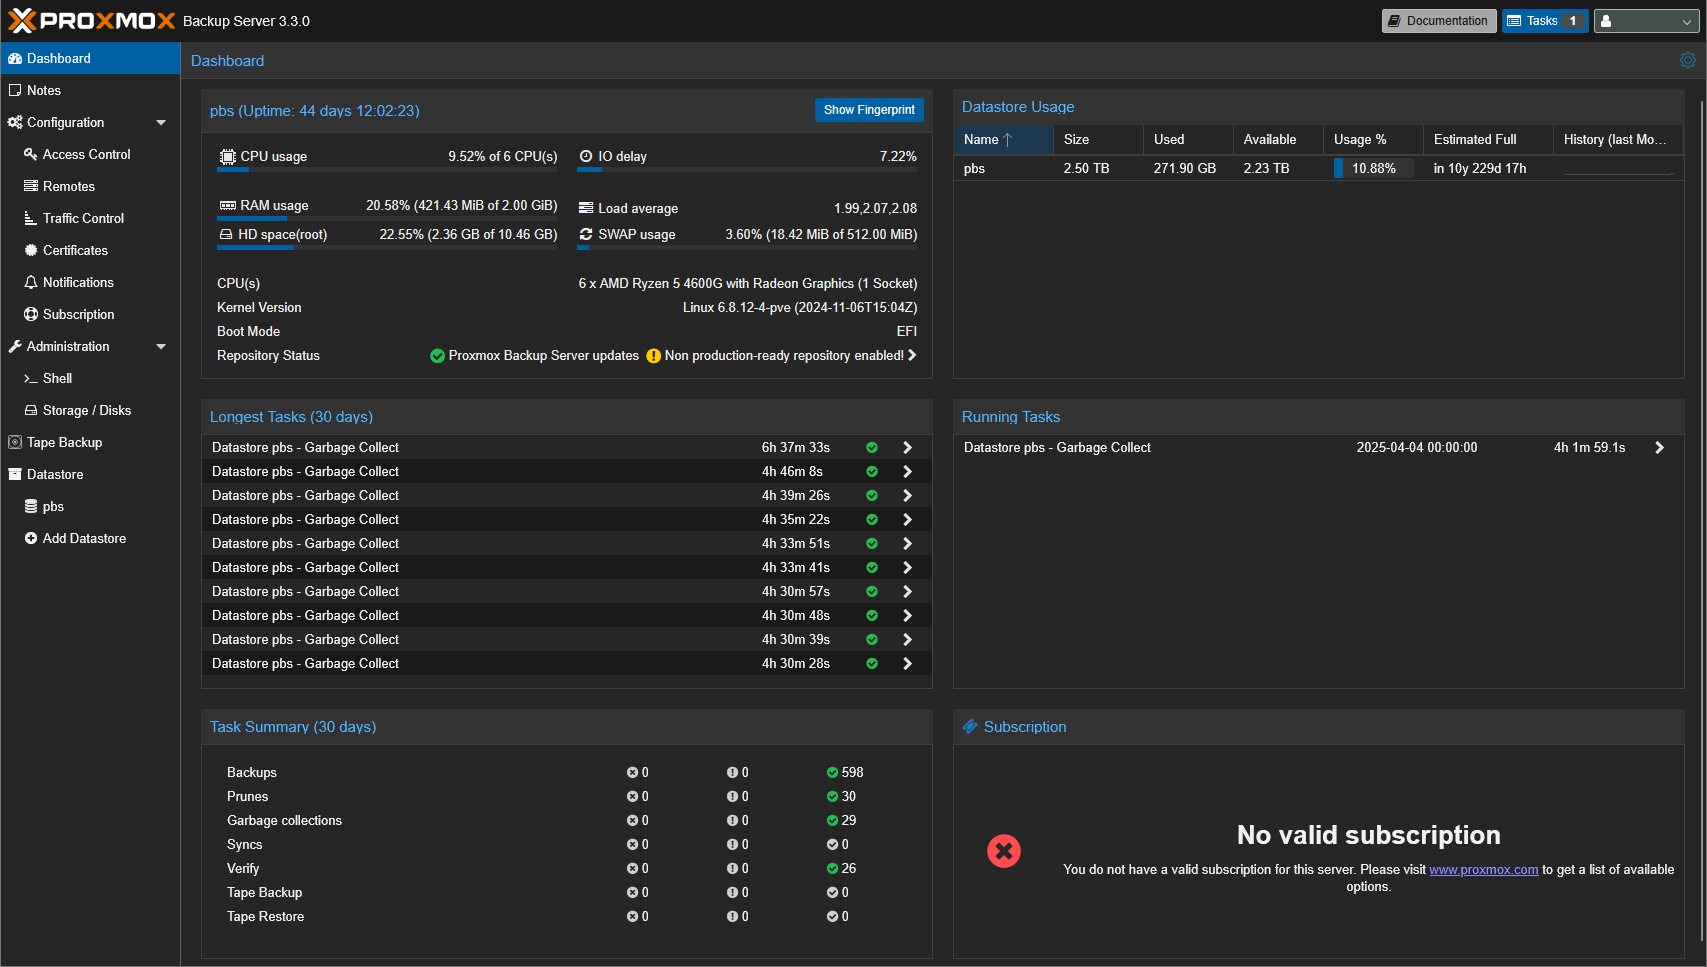 PROXMOX Backup Server 3.3.0
Documentation
Tasks 1
Dashboard
Notes
Configuration
Access Control
Remotes
Traffic Control
Certificates
Notifications
Subscription
Administration
Shell
Storage / Disks
Tape Backup
Datastore
pbs
Add Datastore
Dashboard
pbs (Uptime: 44 days 12:02:23)
Show Fingerprint
CPU usage 9.52% of 6 CPU(s)
IO delay 7.22%
RAM usage 20.58% (421.43 MiB of 2.00 GiB)
Load average 1.99,2.07,2.08
HD space(root) 22.55% (2.36 GB of 10.46 GB)
SWAP usage 3.60% (18.42 MiB of 512.00 MiB)
CPU(s) 6 x AMD Ryzen 5 4600G with Radeon Graphics (1 Socket)
Kernel Version Linux 6.8.12-4-pve (2024-11-06T15:04Z)
Boot Mode EFI
Repository Status Proxmox Backup Server updates Non production-ready repository enabled!
Datastore Usage
Name Size Used Available Usage % Estimated Full History (last Mo...
pbs 2.50 TB 271.90 GB 2.23 TB 10.88% in 10y 229d 17h
Longest Tasks (30 days)
Datastore pbs - Garbage Collect 6h 37m 33s
Datastore pbs - Garbage Collect 4h 46m 8s
Datastore pbs - Garbage Collect 4h 39m 26s
Datastore pbs - Garbage Collect 4h 35m 22s
Datastore pbs - Garbage Collect 4h 33m 51s
Datastore pbs - Garbage Collect 4h 33m 41s
Datastore pbs - Garbage Collect 4h 30m 57s
Datastore pbs - Garbage Collect 4h 30m 48s
Datastore pbs - Garbage Collect 4h 30m 39s
Datastore pbs - Garbage Collect 4h 30m 28s
Running Tasks
Datastore pbs - Garbage Collect 2025-04-04 00:00:00 4h 1m 59.1s
Task Summary (30 days)
Backups 0 0 598
Prunes 0 0 30
Garbage collections 0 0 29
Syncs 0 0 0
Verify 0 0 26
Tape Backup 0 0 0
Tape Restore 0 0 0
Subscription
No valid subscription
You do not have a valid subscription for this server. Please visit www.proxmox.com to get a list of available
options.